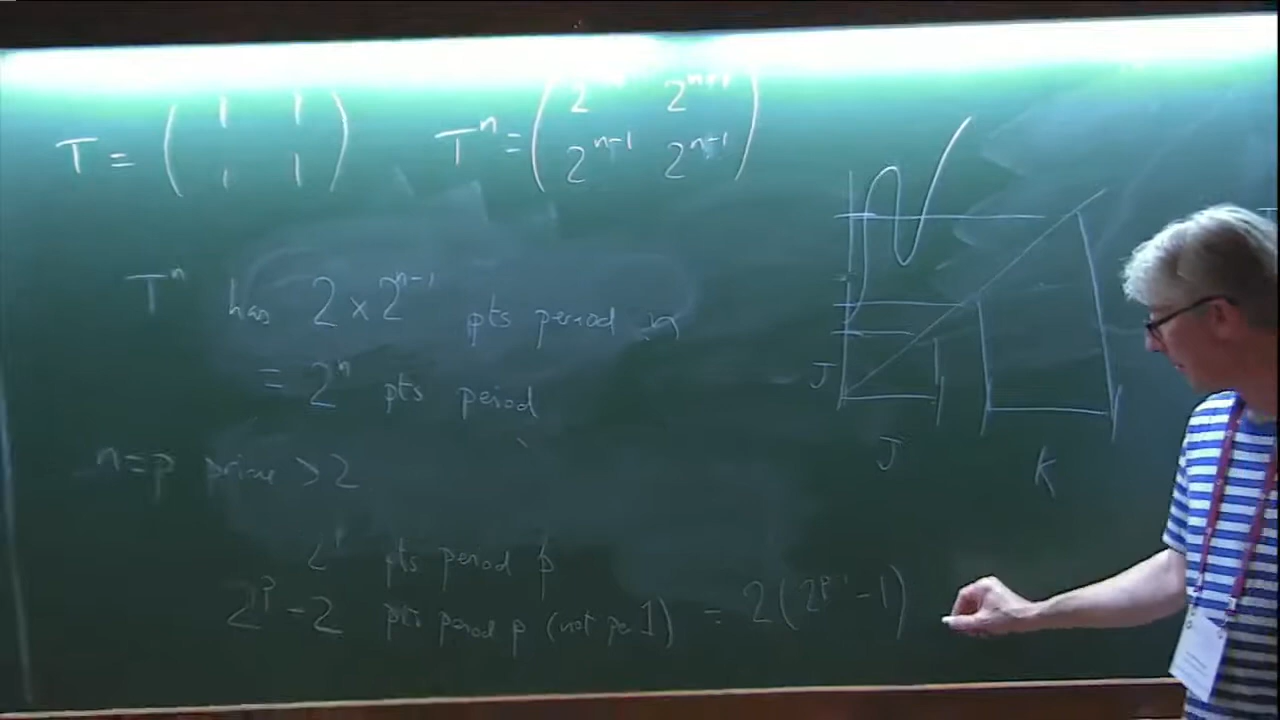 T = ( 1 1 1 1 )
Tⁿ = ( 2ⁿ⁻¹ 2ⁿ⁻¹ 2ⁿ⁻¹ 2ⁿ⁻¹ )
Tⁿ has 2 × 2ⁿ⁻¹ pts period n
= 2ⁿ pts period
n=p prime > 2
2ᵖ pts period p
2ᵖ - 2 pts period p (not per 1) = 2(2ᵖ⁻¹ - 1)
J
J
K